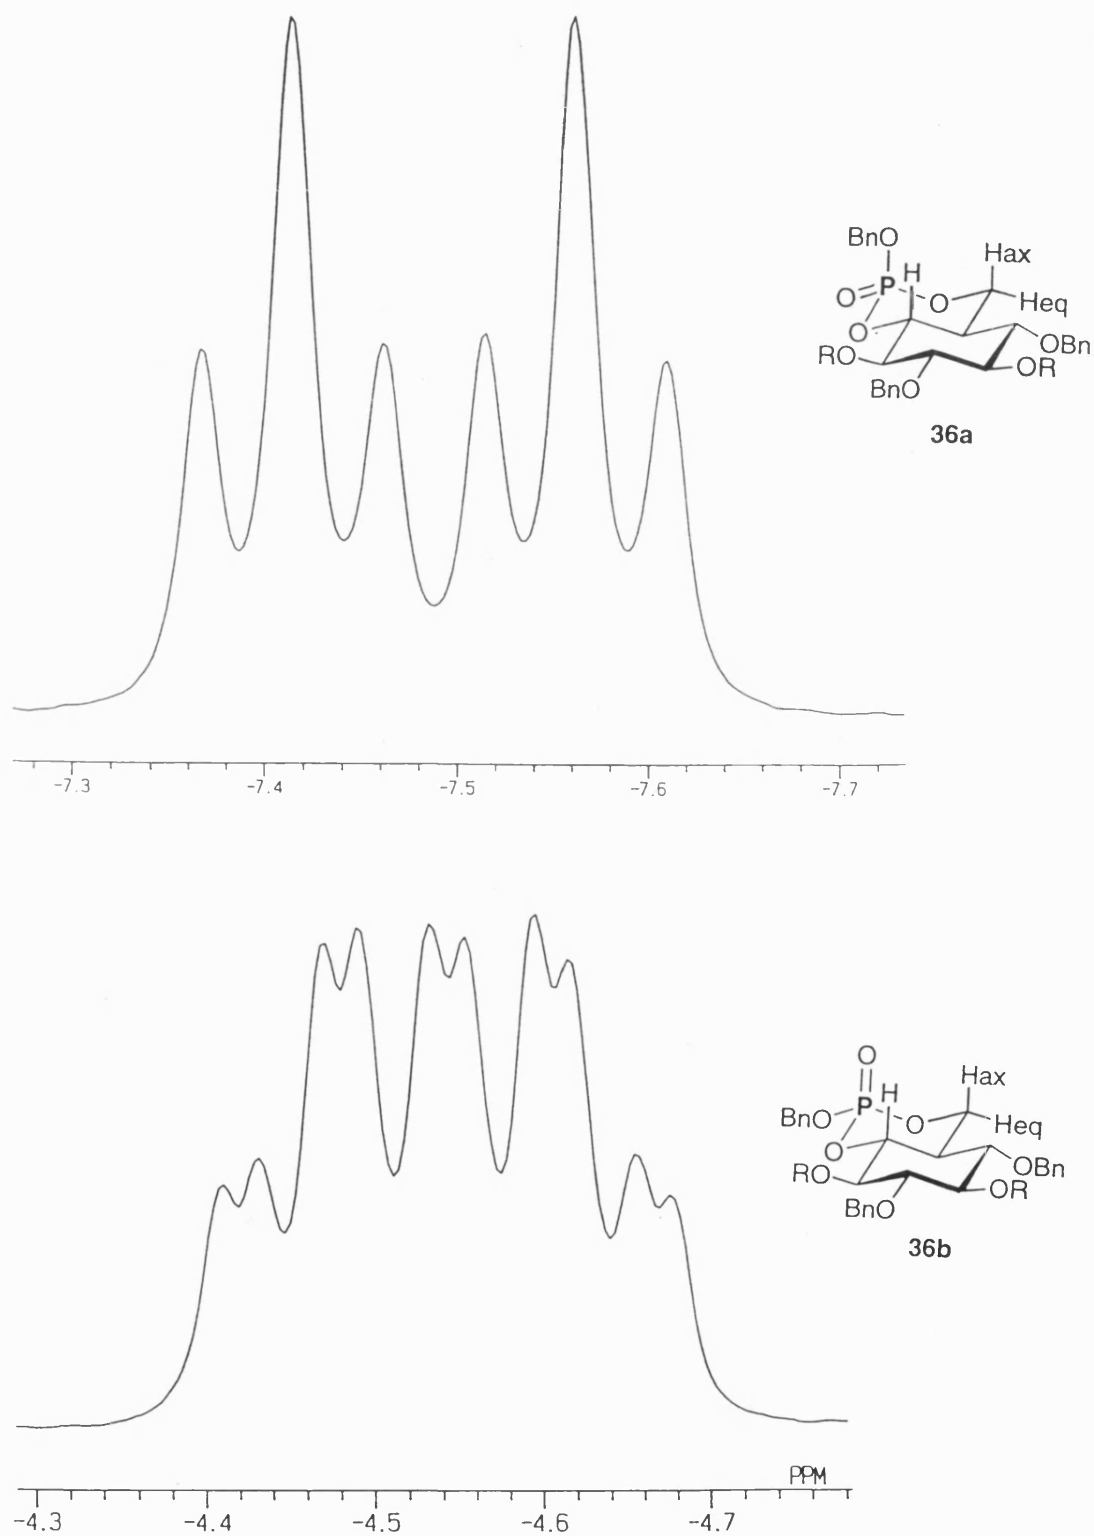 BnO
Hax
H
P
O
O
Heq
O
OBn
RO
OR
BnO
36a
-7.3 -7.4 -7.5 -7.6 -7.7
O
Hax
H
BnO
P
O
Heq
O
OBn
RO
OR
BnO
36b
PPM
-4.3 -4.4 -4.5 -4.6 -4.7